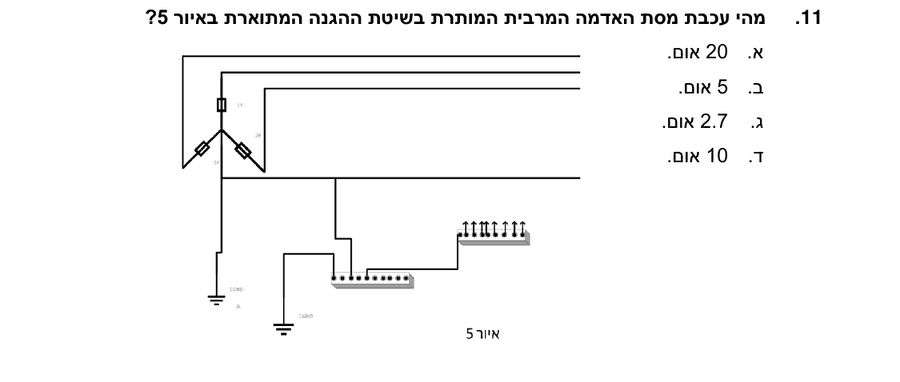 11. מהי עכבת מסת האדמה המרבית המותרת בשיטת ההגנה המתוארת באיור 5?
א. 20 אום.
ב. 5 אום.
ג. 2.7 אום.
ד. 10 אום.
איור 5